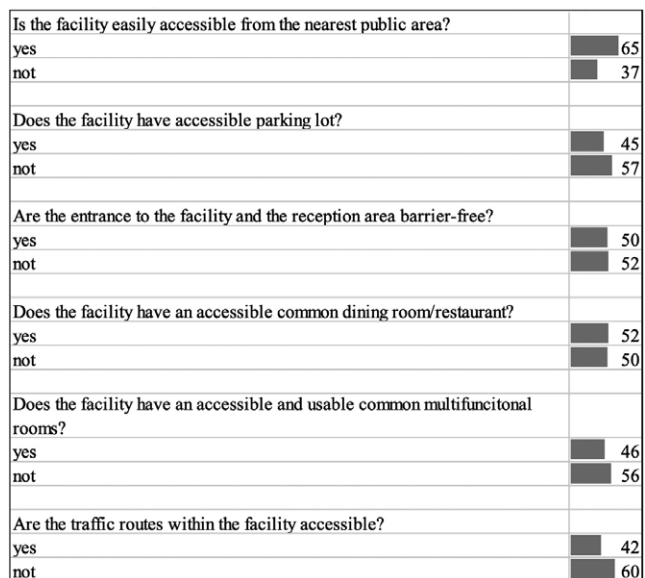 Is the facility easily accessible from the nearest public area?
yes 65
not 37
Does the facility have accessible parking lot?
yes 45
not 57
Are the entrance to the facility and the reception area barrier-free?
yes 50
not 52
Does the facility have an accessible common dining room/restaurant?
yes 52
not 50
Does the facility have an accessible and usable common multifuncitonal
rooms?
yes 46
not 56
Are the traffic routes within the facility accessible?
yes 42
not 60